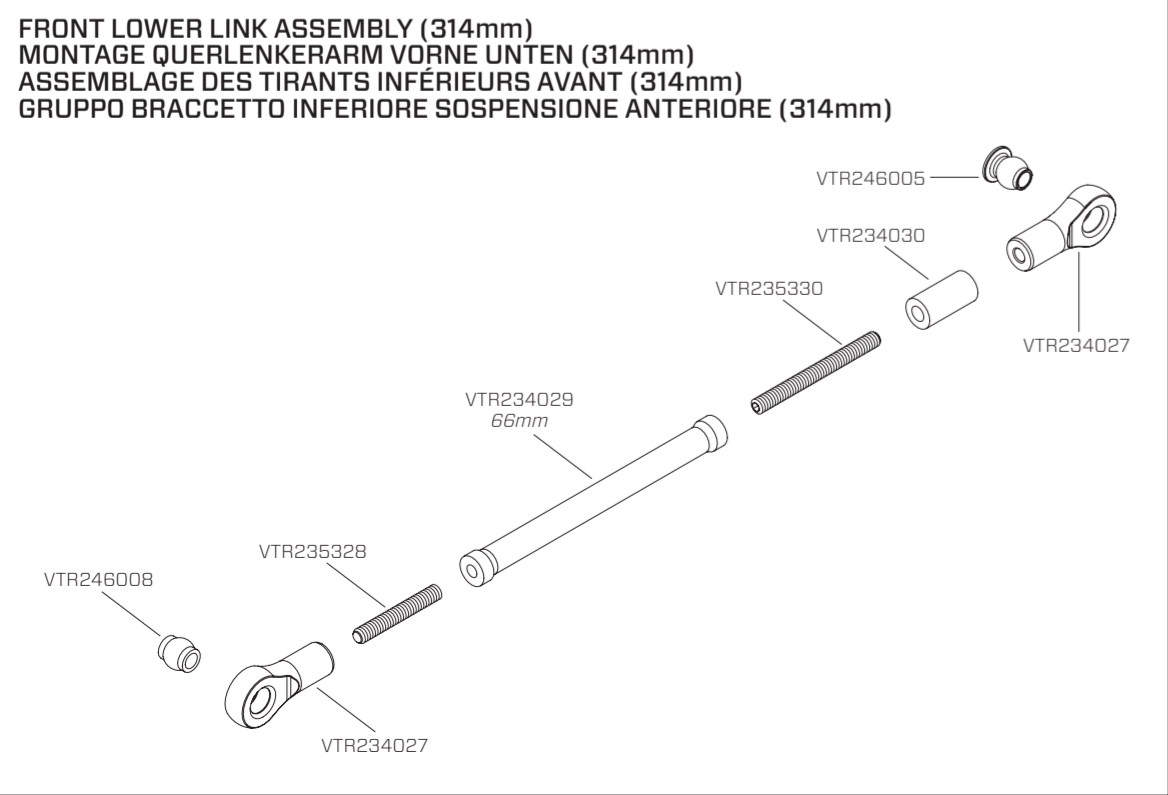 FRONT LOWER LINK ASSEMBLY (314mm)
MONTAGE QUERLENKERARM VORNE UNTEN (314mm)
ASSEMBLAGE DES TIRANTS INFÉRIEURS AVANT (314mm)
GRUPPO BRACCETTO INFERIORE SOSPENSIONE ANTERIORE (314mm)
VTR246005
VTR234030
VTR235330
VTR234027
VTR234029
66mm
VTR235328
VTR246008
VTR234027